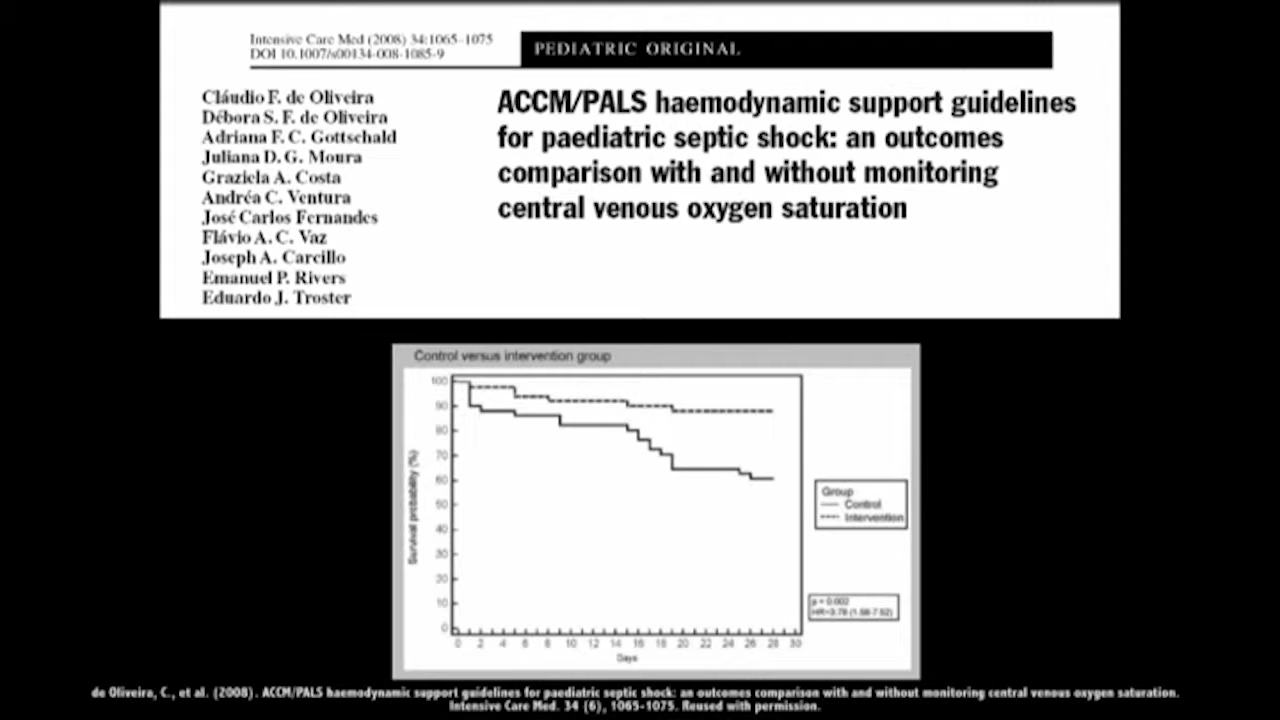 Intensive Care Med (2008) 34:1065–1075
DOI 10.1007/s00134-008-1085-9
PEDIATRIC ORIGINAL
Cláudio F. de Oliveira
Débora S. F. de Oliveira
Adriana F. C. Gottschald
Juliana D. G. Moura
Graziela A. Costa
Andréa C. Ventura
José Carlos Fernandes
Flávio A. C. Vaz
Joseph A. Carcillo
Emanuel P. Rivers
Eduardo J. Troster
ACCM/PALS haemodynamic support guidelines
for paediatric septic shock: an outcomes
comparison with and without monitoring
central venous oxygen saturation
Control versus intervention group
100
90
80
70
60
50
40
30
20
10
0
Survival probability (%)
0 2 4 6 8 10 12 14 16 18 20 22 24 26 28 30
Days
Group
Control
Intervention
p = 0.002
HR=3.78 (1.58-7.52)
de Oliveira, C., et al. (2008). ACCM/PALS haemodynamic support guidelines for paediatric septic shock: an outcomes comparison with and without monitoring central venous oxygen saturation.
Intensive Care Med. 34 (6), 1065-1075. Reused with permission.